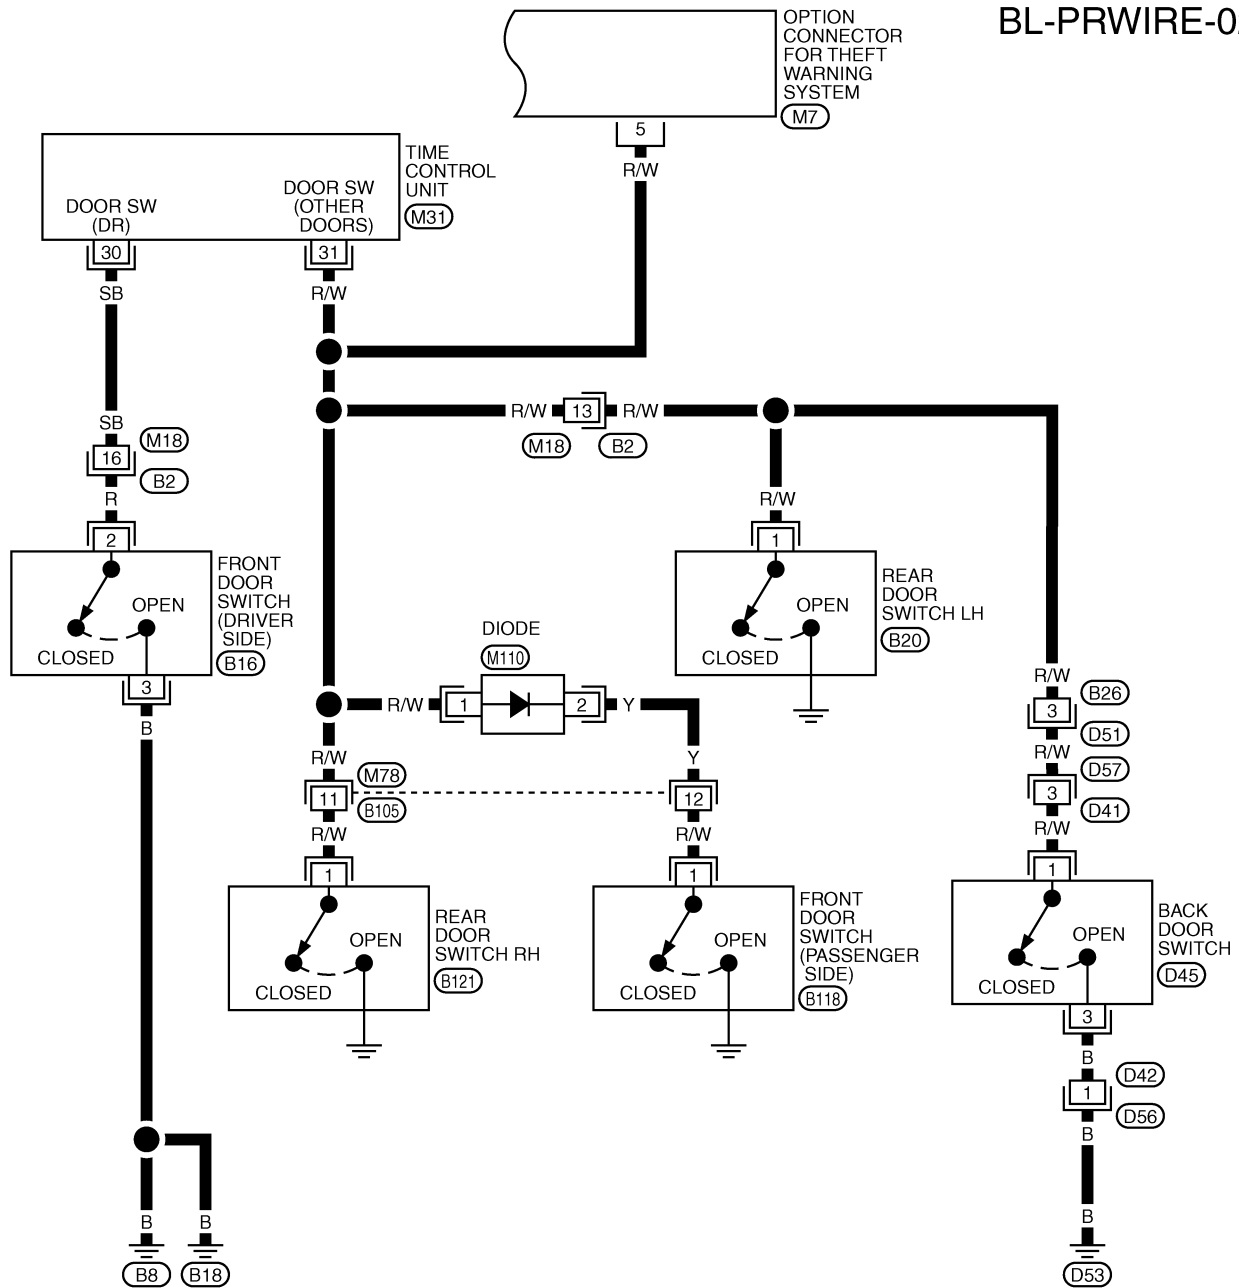 BL-PRWIRE-0
OPTION
CONNECTOR
FOR THEFT
WARNING
SYSTEM
M7
5
R/W
TIME
CONTROL
UNIT
M31
DOOR SW
(DR)
DOOR SW
(OTHER
DOORS)
30
31
SB
R/W
R/W
13
R/W
M18
B2
SB
M18
16
B2
R
2
FRONT
DOOR
SWITCH
(DRIVER
SIDE)
B16
OPEN
CLOSED
3
B
R/W
1
REAR
DOOR
SWITCH LH
B20
OPEN
CLOSED
DIODE
M110
R/W
1
2
Y
R/W
Y
M78
11
12
B105
R/W
R/W
1
1
REAR
DOOR
SWITCH RH
B121
OPEN
CLOSED
FRONT
DOOR
SWITCH
(PASSENGER
SIDE)
B118
OPEN
CLOSED
R/W
B26
3
D51
R/W
D57
3
D41
R/W
1
BACK
DOOR
SWITCH
D45
OPEN
CLOSED
3
B
D42
1
D56
B
B
B
B
B8
B18
D53